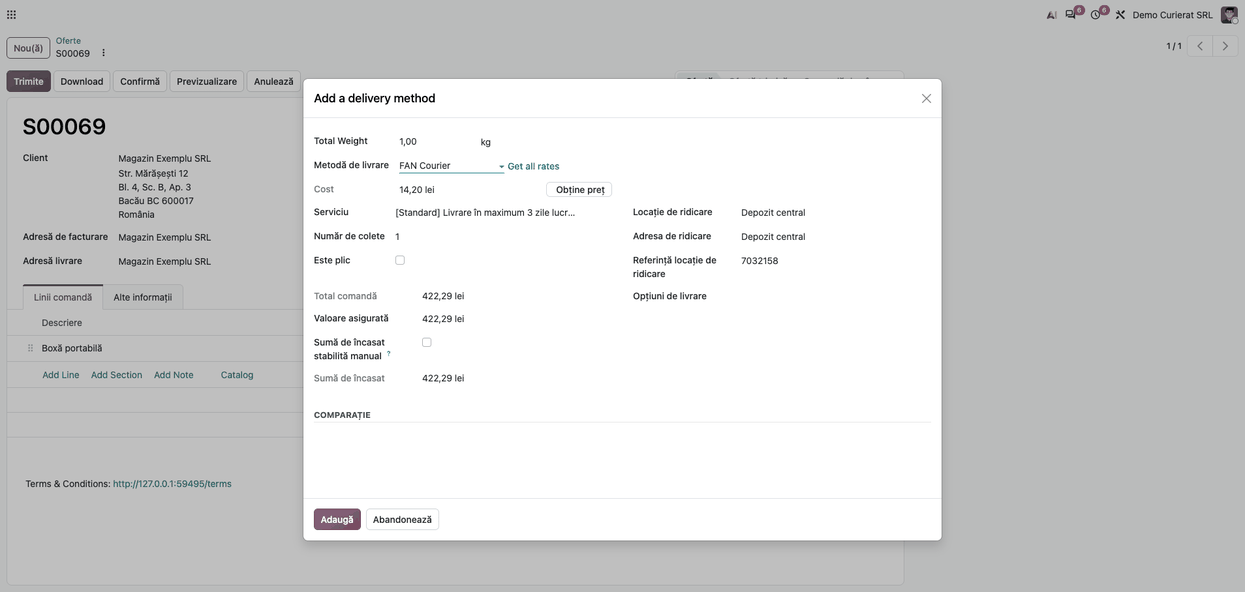 6
6
Demo Curierat SRL
Nou(ă)
Oferte
S00069
1 / 1
Trimite
Download
Confirmă
Previzualizare
Anulează
Add a delivery method
S00069
Client
Magazin Exemplu SRL
Str. Mărășești 12
Bl. 4, Sc. B, Ap. 3
Bacău BC 600017
România
Adresă de facturare
Magazin Exemplu SRL
Adresă livrare
Magazin Exemplu SRL
Linii comandă
Alte informații
Descriere
Boxă portabilă
Add Line
Add Section
Add Note
Catalog
Terms & Conditions: http://127.0.0.1:59495/terms
Total Weight
1,00
kg
Metodă de livrare
FAN Courier
Get all rates
Cost
14,20 lei
Obține preț
Serviciu
[Standard] Livrare în maximum 3 zile lucr...
Locație de ridicare
Depozit central
Număr de colete
1
Adresa de ridicare
Depozit central
Este plic
Referință locație de
ridicare
7032158
Total comandă
422,29 lei
Opțiuni de livrare
Valoare asigurată
422,29 lei
Sumă de încasat
stabilită manual ?
Sumă de încasat
422,29 lei
COMPARAȚIE
Adaugă
Abandonează